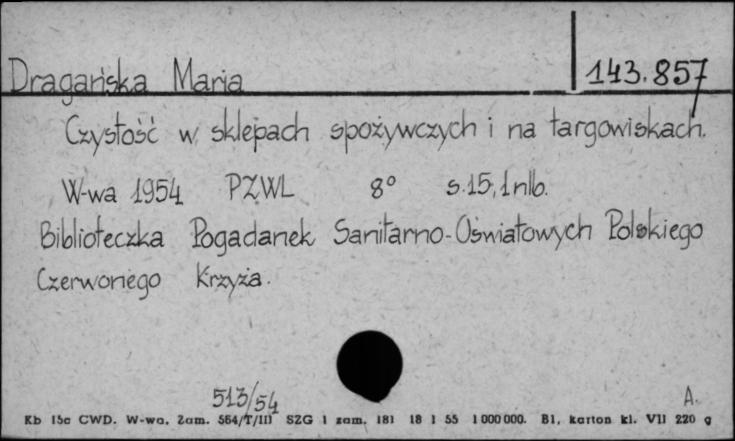 Dragańska Maria 143.857
Czystość w sklepach spożywczych i na targowiskach.
W-wa 1954 PZWL 8° s.15,1nlb.
Biblioteczka Pogadanek Sanitarno-Oświatowych Polskiego
Czerwonego Krzyża.
513/54 A.
Kb 15c CWD. W-wa. Zam. 564/T/III SZG 1 zam. 181 18 1 55 1 000 000. B1. karton kl. VII 220 g